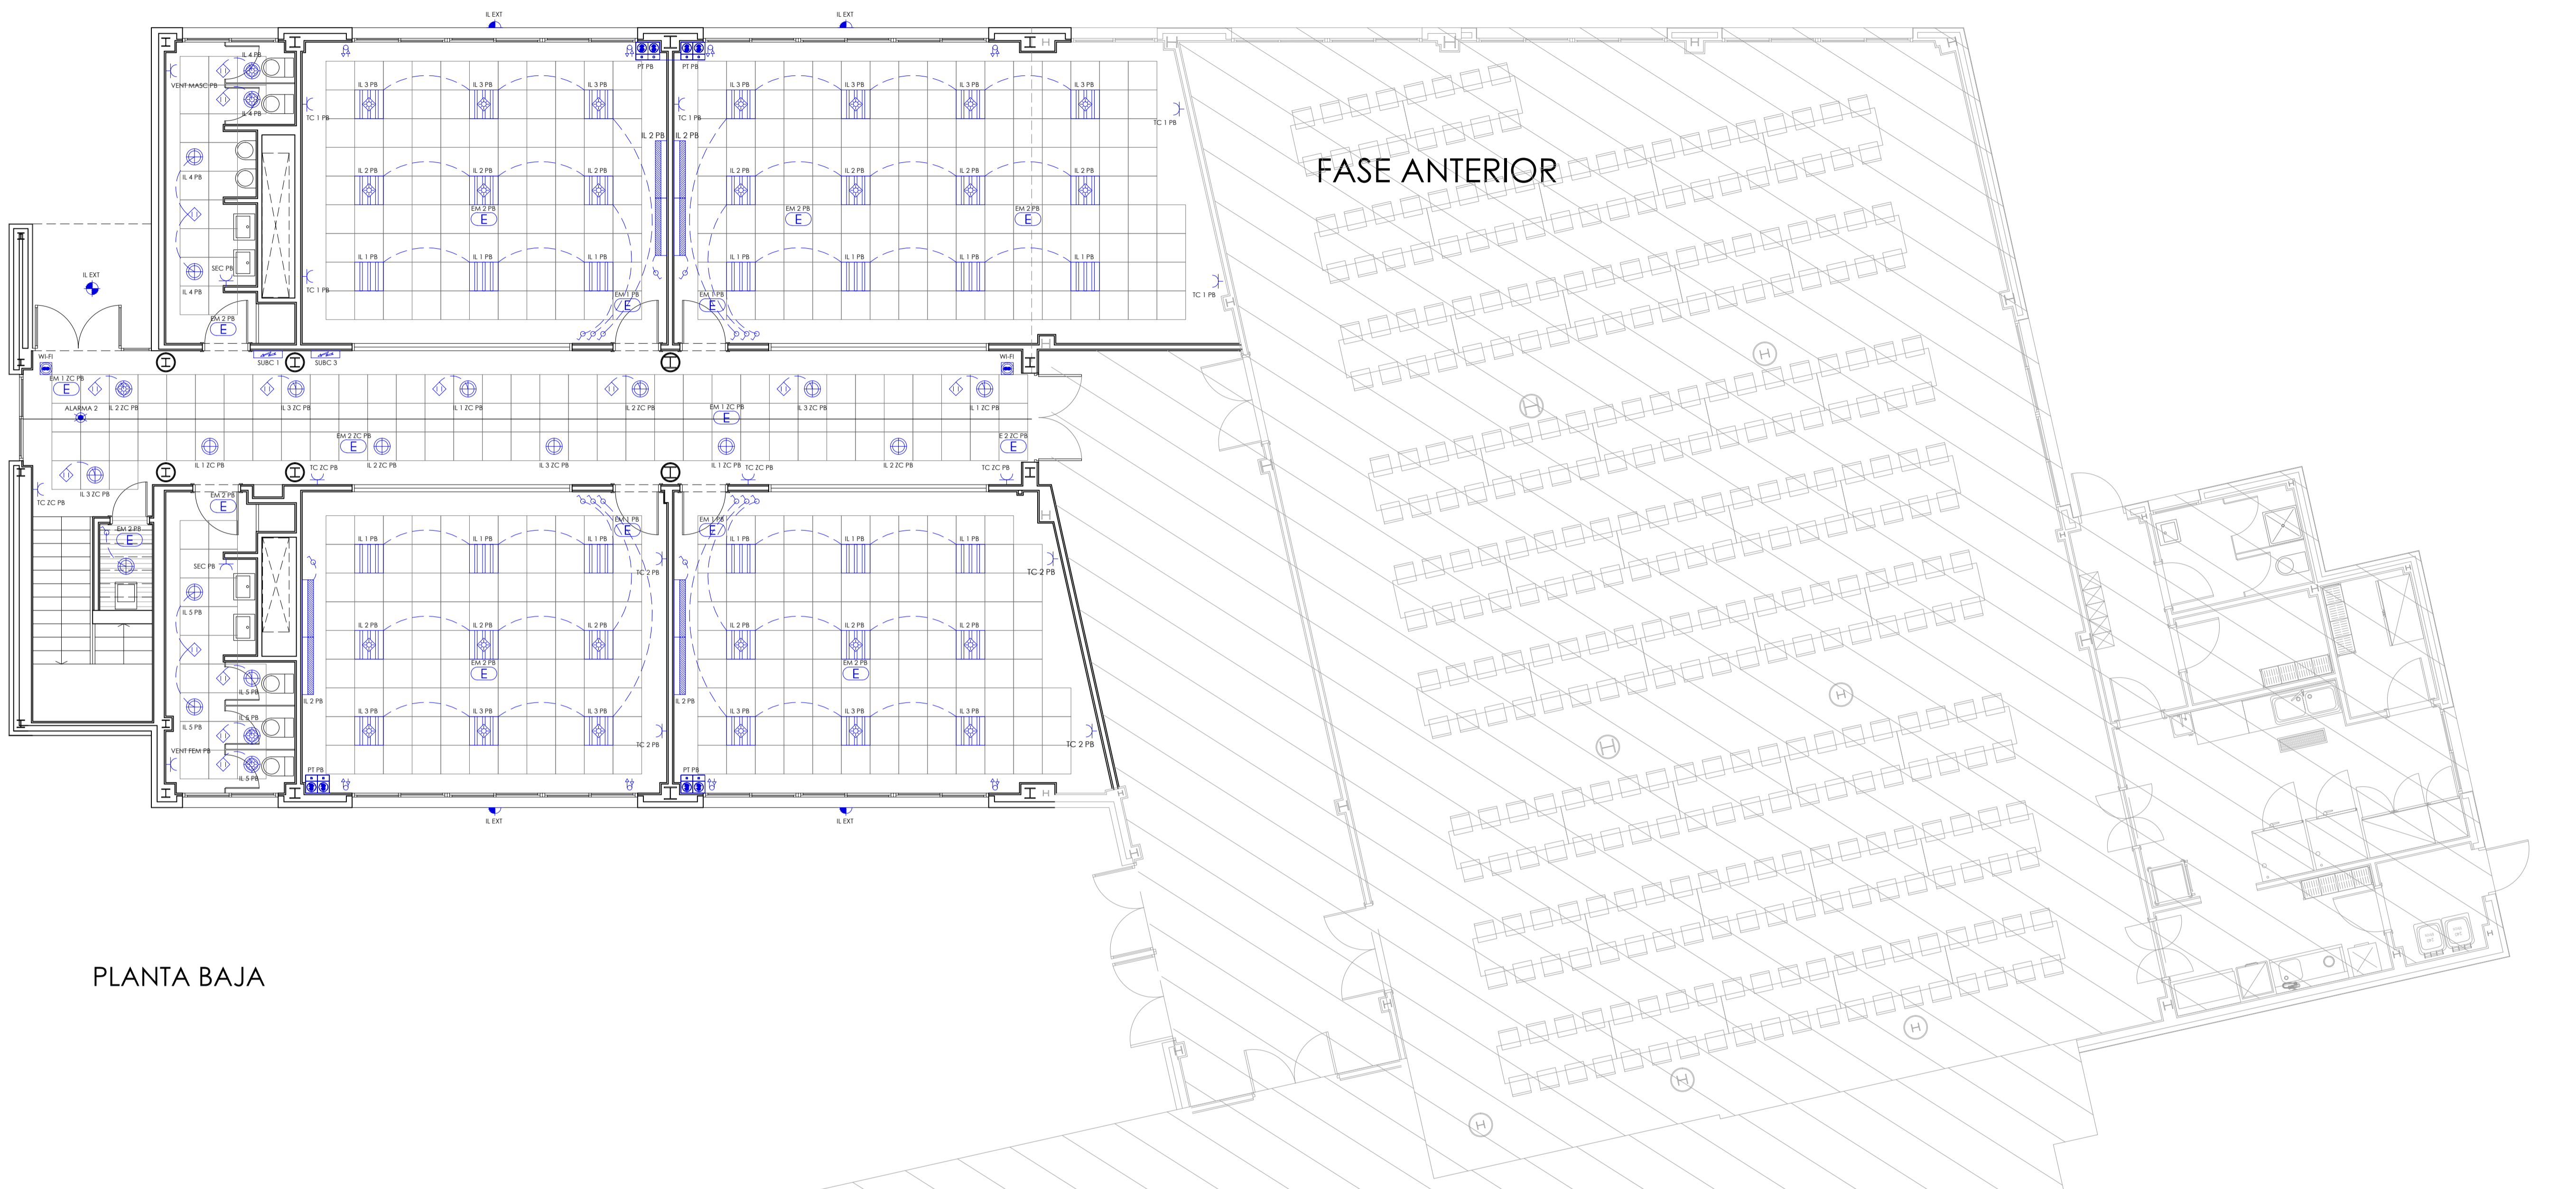 IL EXT
IL EXT
IL 4 PB
VENT MASC PB
IL 4 PB
PT PB
PT PB
IL 3 PB
IL 3 PB
IL 3 PB
IL 3 PB
IL 3 PB
IL 3 PB
IL 3 PB
TC 1 PB
TC 1 PB
TC 1 PB
IL 2 PB
IL 2 PB
FASE ANTERIOR
IL 4 PB
IL 2 PB
IL 2 PB
IL 2 PB
IL 2 PB
IL 2 PB
IL 2 PB
IL 2 PB
EM 2 PB
E
EM 2 PB
E
EM 2 PB
E
IL EXT
SEC PB
IL 4 PB
IL 1 PB
IL 1 PB
IL 1 PB
IL 1 PB
IL 1 PB
IL 1 PB
IL 1 PB
TC 1 PB
TC 1 PB
EM 1 PB
E
EM 1 PB
E
EM 2 PB
E
WI-FI
SUBC 1
SUBC 3
WI-FI
EM 1 ZC PB
E
ALARMA 2
IL 2 ZC PB
IL 3 ZC PB
IL 1 ZC PB
IL 2 ZC PB
EM 1 ZC PB
E
IL 3 ZC PB
IL 1 ZC PB
EM 2 ZC PB
E
E 2 ZC PB
E
IL 1 ZC PB
IL 2 ZC PB
IL 3 ZC PB
IL 1 ZC PB
IL 2 ZC PB
TC ZC PB
TC ZC PB
TC ZC PB
IL 3 ZC PB
TC ZC PB
EM 2 PB
E
EM 2 PB
E
EM 1 PB
E
EM 1 PB
E
IL 1 PB
IL 1 PB
IL 1 PB
IL 1 PB
IL 1 PB
IL 1 PB
SEC PB
TC 2 PB
TC 2 PB
IL 5 PB
IL 2 PB
IL 2 PB
IL 2 PB
IL 2 PB
IL 2 PB
IL 2 PB
EM 2 PB
E
EM 2 PB
E
IL 5 PB
IL 2 PB
IL 2 PB
IL 5 PB
IL 5 PB
IL 3 PB
IL 3 PB
IL 3 PB
IL 3 PB
IL 3 PB
IL 3 PB
TC 2 PB
TC 2 PB
VENT FEM PB
IL 5 PB
PT PB
PT PB
IL EXT
IL EXT
PLANTA BAJA